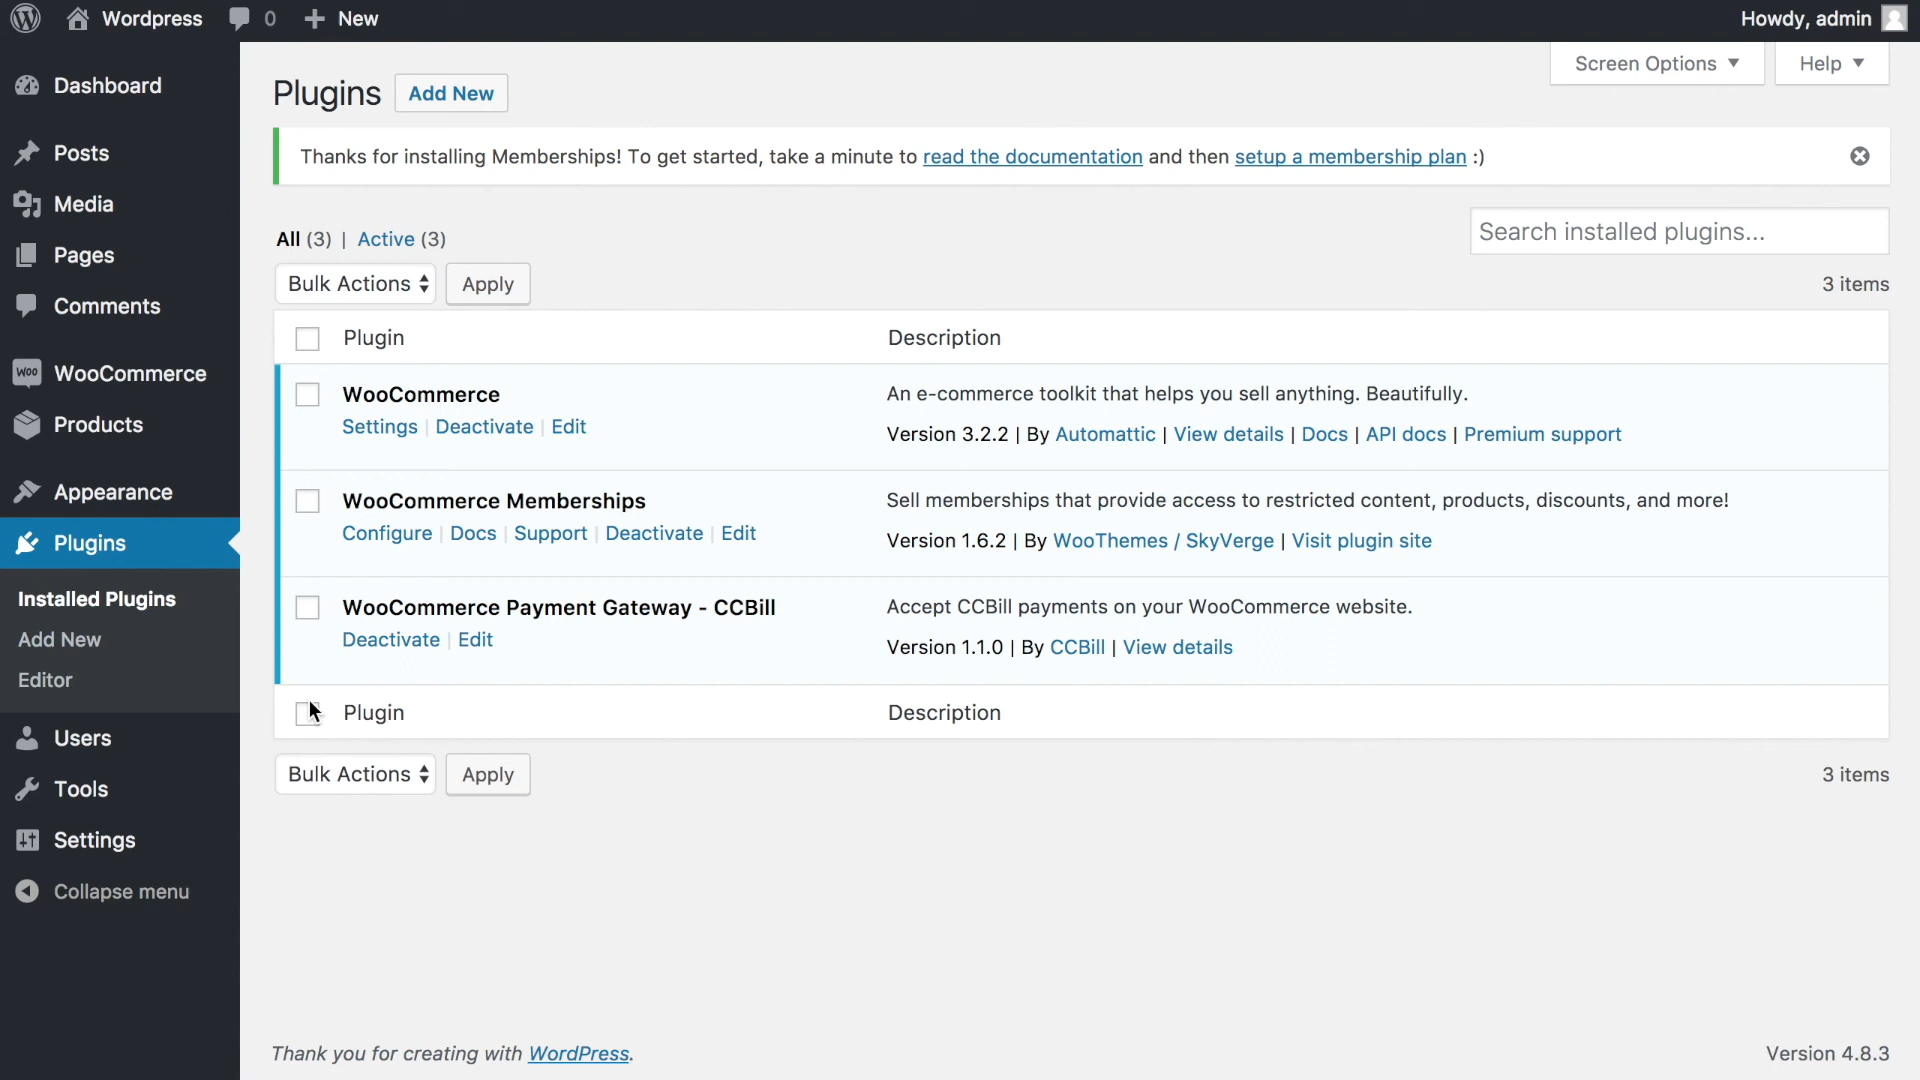 Wordpress 0 New Howdy, admin
Screen Options ▼ Help ▼
Dashboard
Posts
Media
Pages
Comments
WOO WooCommerce
Products
Appearance
Plugins
Installed Plugins
Add New
Editor
Users
Tools
Settings
Collapse menu
Plugins Add New
Thanks for installing Memberships! To get started, take a minute to read the documentation and then setup a membership plan :)
All (3) | Active (3)
Search installed plugins...
Bulk Actions Apply 3 items
Plugin Description
WooCommerce An e-commerce toolkit that helps you sell anything. Beautifully.
Settings | Deactivate | Edit Version 3.2.2 | By Automattic | View details | Docs | API docs | Premium support
WooCommerce Memberships Sell memberships that provide access to restricted content, products, discounts, and more!
Configure | Docs | Support | Deactivate | Edit Version 1.6.2 | By WooThemes / SkyVerge | Visit plugin site
WooCommerce Payment Gateway - CCBill Accept CCBill payments on your WooCommerce website.
Deactivate | Edit Version 1.1.0 | By CCBill | View details
Plugin Description
Bulk Actions Apply 3 items
Thank you for creating with WordPress. Version 4.8.3